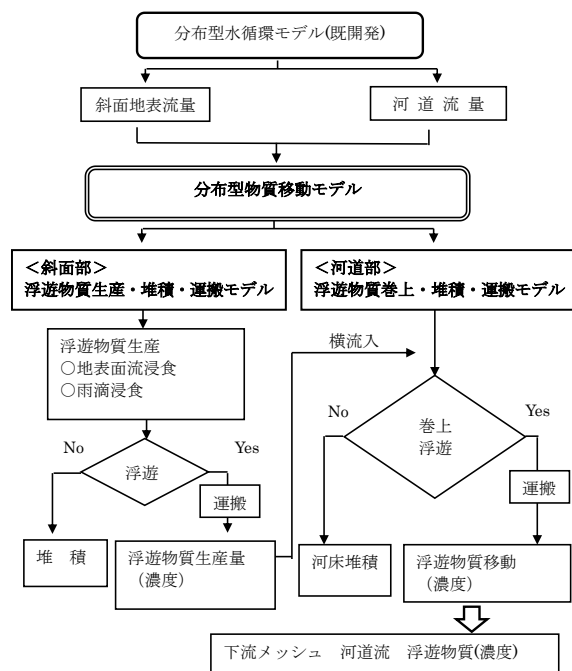 分布型水循環モデル(既開発)
斜面地表流量
河 道 流 量
分布型物質移動モデル
＜斜面部＞
浮遊物質生産・堆積・運搬モデル
＜河道部＞
浮遊物質巻上・堆積・運搬モデル
浮遊物質生産
○地表面流浸食
○雨滴浸食
横流入
No
Yes
浮遊
運搬
No
Yes
巻上
浮遊
運搬
堆　積
浮遊物質生産量
（濃度）
河床堆積
浮遊物質移動
（濃度）
下流メッシュ　河道流　浮遊物質(濃度)